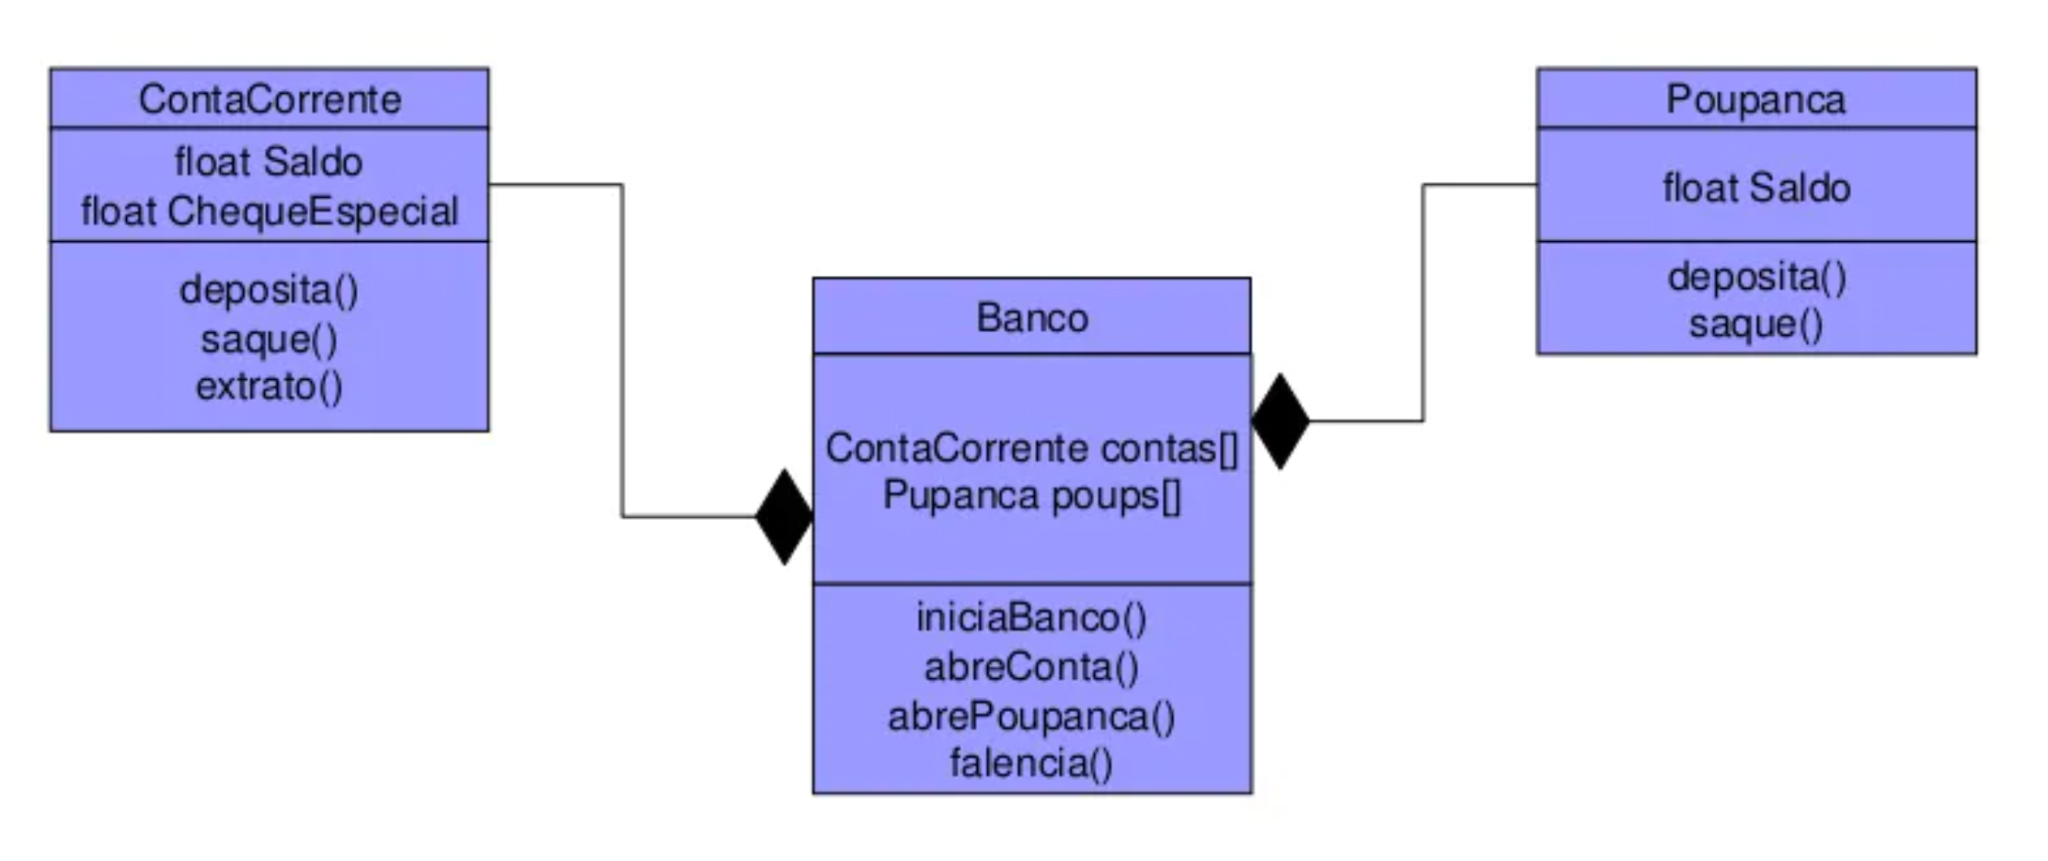 ContaCorrente
float Saldo
float ChequeEspecial
deposita()
saque()
extrato()
Banco
ContaCorrente contas[]
Pupanca poups[]
iniciaBanco()
abreConta()
abrePoupanca()
falencia()
Poupanca
float Saldo
deposita()
saque()